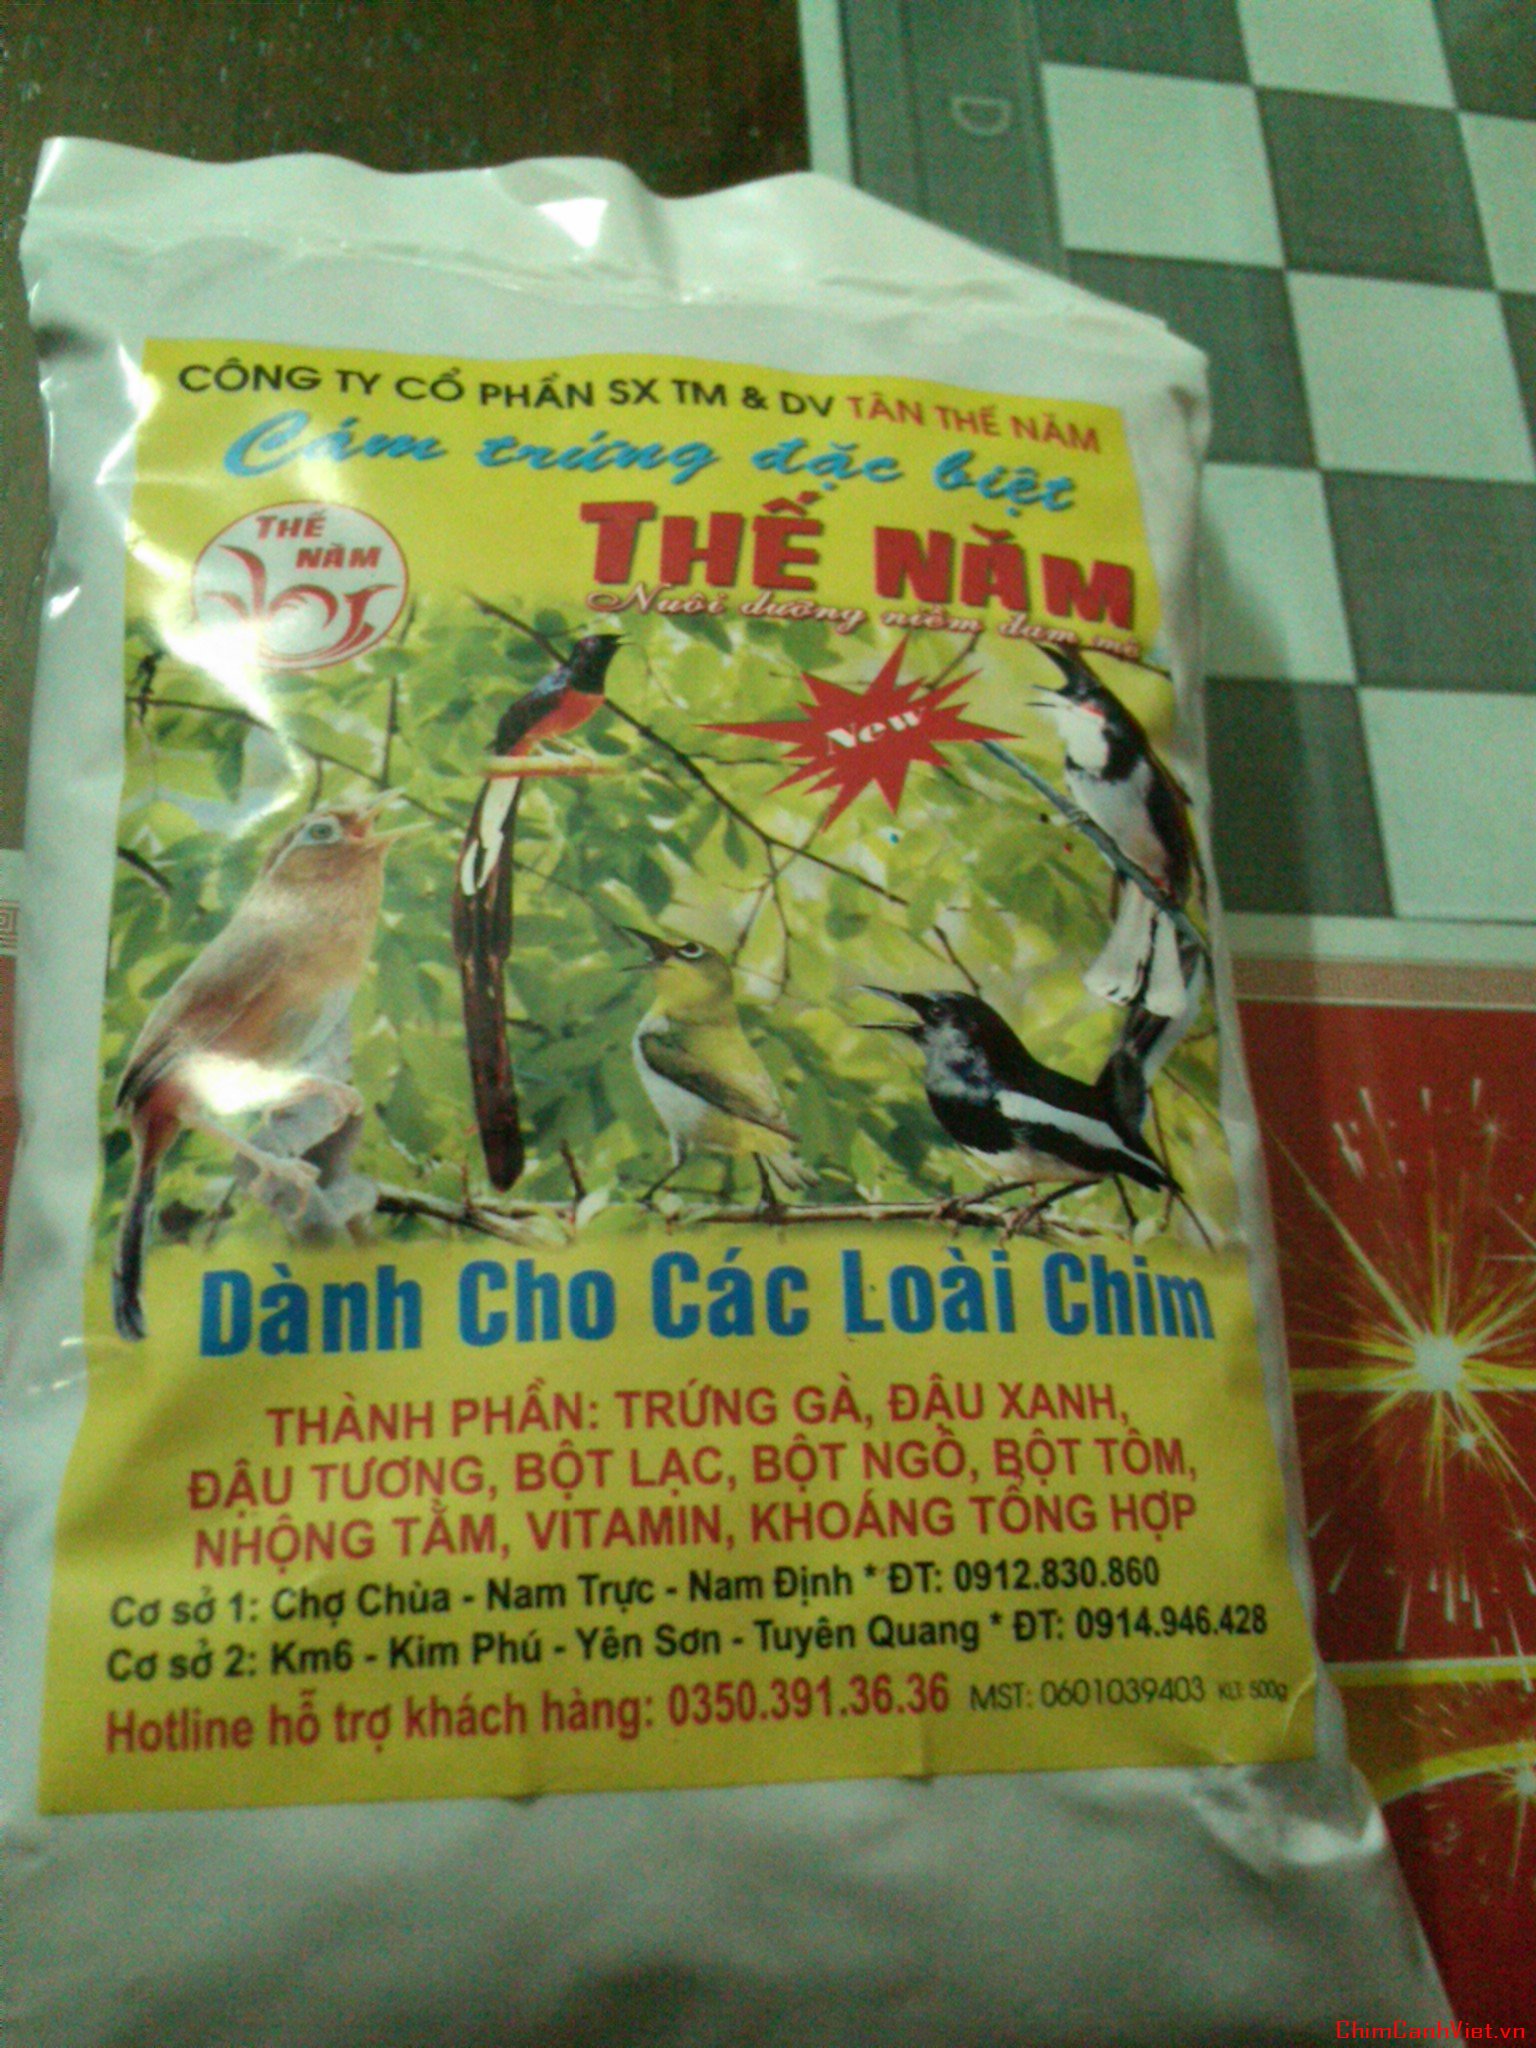 D
CÔNG TY CỔ PHẨN SX TM & DV TÂN THẾ NĂM
Cám trứng đặc biệt
THẾ
NĂM
THẾ NĂM
Nuôi dưỡng niềm đam mê
New
Dành Cho Các Loài Chim
THÀNH PHẦN: TRỨNG GÀ, ĐẬU XANH,
ĐẬU TƯƠNG, BỘT LẠC, BỘT NGÔ, BỘT TÔM,
NHỘNG TẰM, VITAMIN, KHOÁNG TỔNG HỢP
Cơ sở 1: Chợ Chùa - Nam Trực - Nam Định * ĐT: 0912.830.860
Cơ sở 2: Km6 - Kim Phú - Yên Sơn - Tuyên Quang * ĐT: 0914.946.428
Hotline hỗ trợ khách hàng: 0350.391.36.36 MST: 0601039403 KLT: 500g
ChimCanhViet.vn